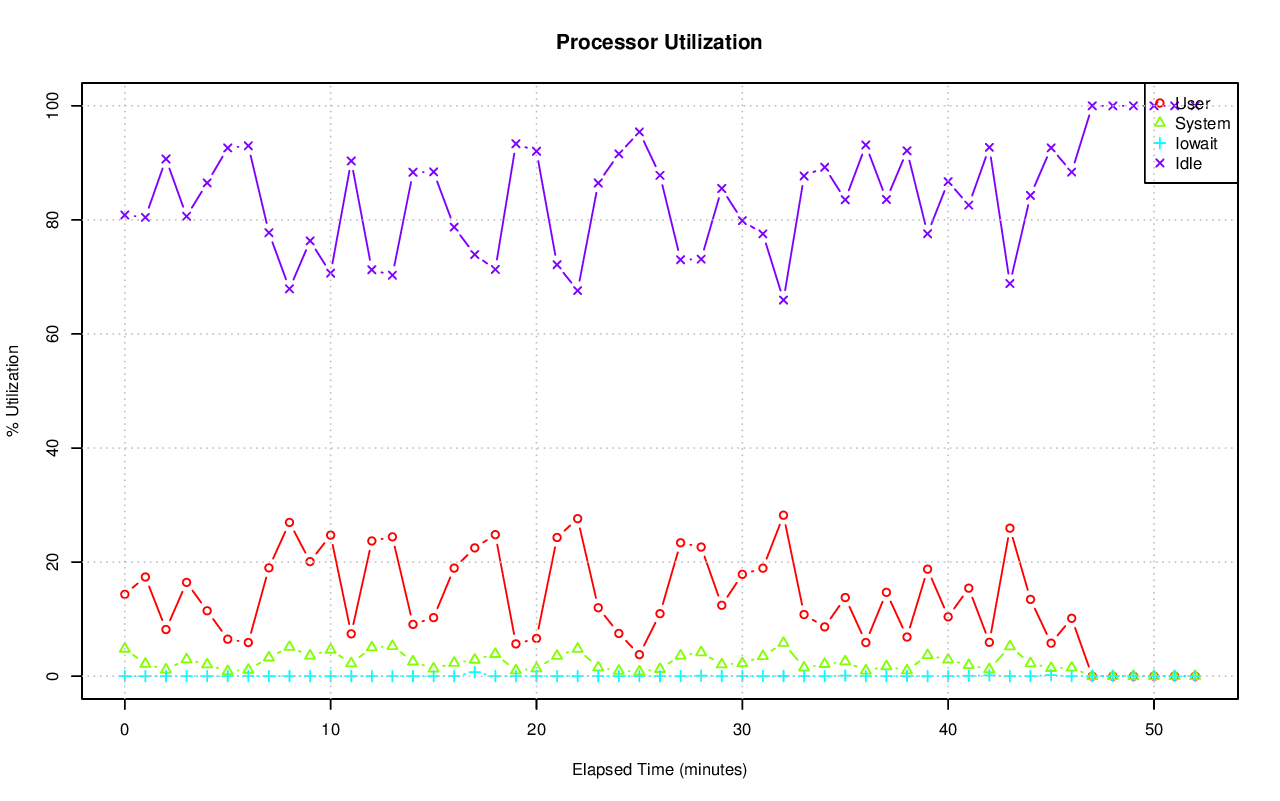 Processor Utilization
% Utilization
100
80
60
40
20
0
User
System
Iowait
Idle
0 10 20 30 40 50
Elapsed Time (minutes)